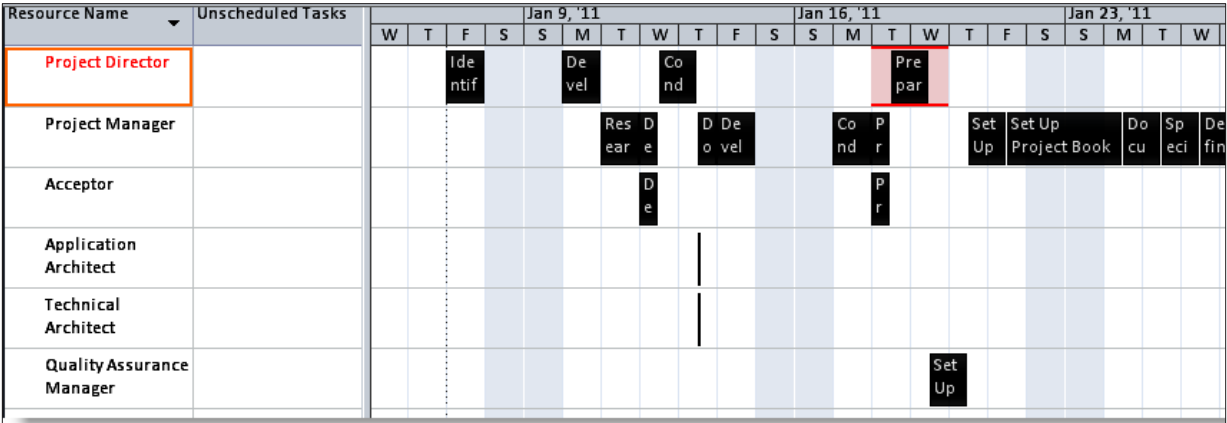 Resource Name Unscheduled Tasks Jan 9, '11 Jan 16, '11 Jan 23, '11
W T F S S M T W T F S S M T W T F S S M T W
Project Director Ide De Co Pre
ntif vel nd par
Project Manager Res D D De Co P Set Set Up Do Sp De
ear e o vel nd r Up Project Book cu eci fin
Acceptor D P
e r
Application
Architect
Technical
Architect
Quality Assurance Set
Manager Up